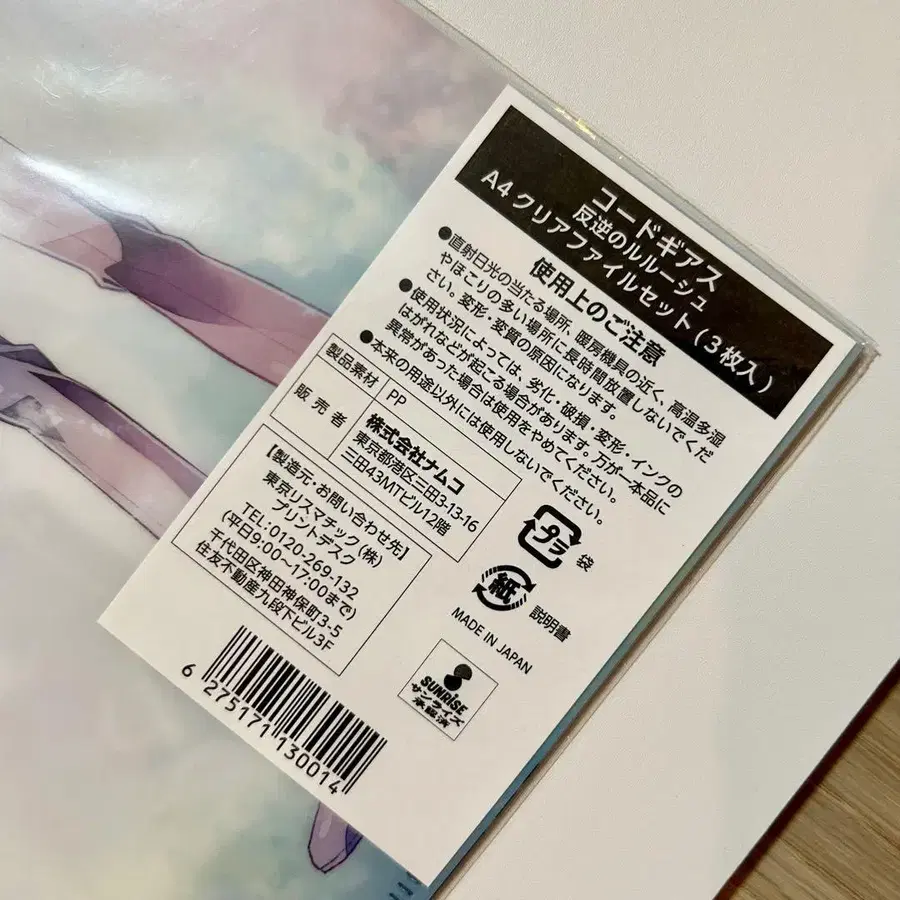 コードギアス
反逆のルルーシュ
A4 クリアファイルセット(3枚入)
使用上のご注意
●直射日光の当たる場所、暖房機具の近く、高温多湿
やほこりの多い場所に長時間放置しないでくだ
さい。変形・変質の原因になります。
●使用状況によっては、劣化・破損・変形・インクの
はがれなどが起こる場合があります。万が一本品に
異常があった場合は使用をやめてください。
●本来の用途以外には使用しないでください。
製品素材 PP
販売者 株式会社ナムコ
東京都港区三田3-13-16
三田43MTビル12階
【製造元・お問い合わせ先】
東京リスマチック(株)
プリントデスク
TEL:0120-269-132
(平日9:00〜17:00まで)
千代田区神田神保町3-5
住友不動産九段下ビル3F
プラ 袋
紙 説明書
MADE IN JAPAN
SUNRISE
サンライズ
承認済
6 275171 130014